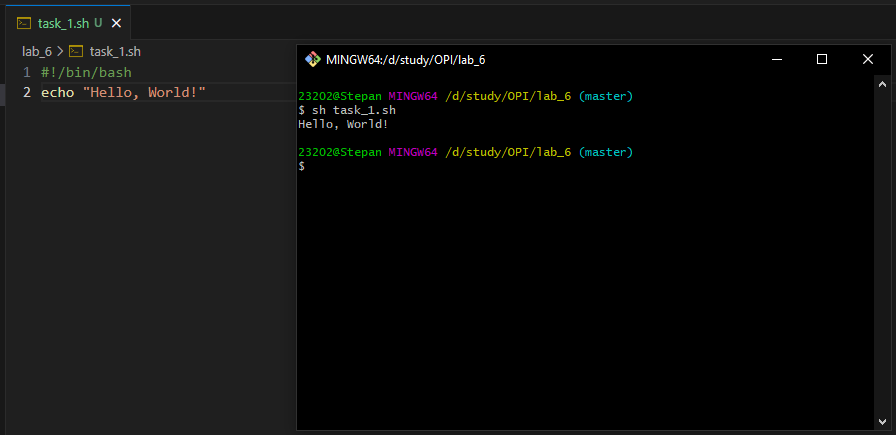 task_1.sh U
lab_6 > task_1.sh
1 #!/bin/bash
2 echo "Hello, World!"
MINGW64:/d/study/OPI/lab_6
23202@Stepan MINGW64 /d/study/OPI/lab_6 (master)
$ sh task_1.sh
Hello, World!
23202@Stepan MINGW64 /d/study/OPI/lab_6 (master)
$